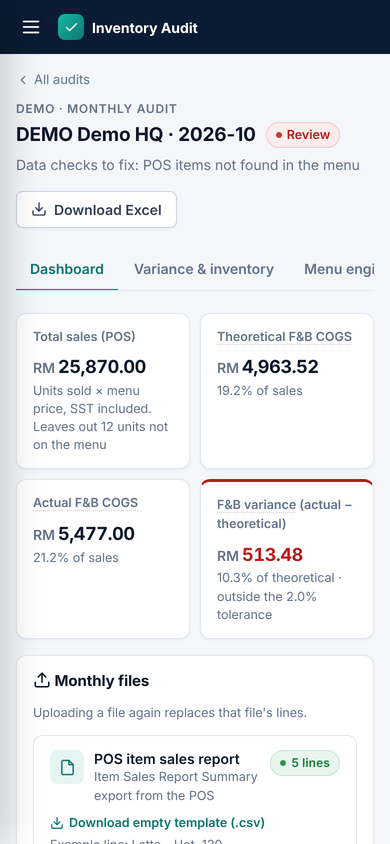 Inventory Audit
All audits
DEMO · MONTHLY AUDIT
DEMO Demo HQ · 2026-10
Review
Data checks to fix: POS items not found in the menu
Download Excel
Dashboard
Variance & inventory
Menu engi
Total sales (POS)
RM 25,870.00
Units sold × menu
price, SST included.
Leaves out 12 units not
on the menu
Theoretical F&B COGS
RM 4,963.52
19.2% of sales
Actual F&B COGS
RM 5,477.00
21.2% of sales
F&B variance (actual −
theoretical)
RM 513.48
10.3% of theoretical ·
outside the 2.0%
tolerance
Monthly files
Uploading a file again replaces that file's lines.
POS item sales report
5 lines
Item Sales Report Summary
export from the POS
Download empty template (.csv)